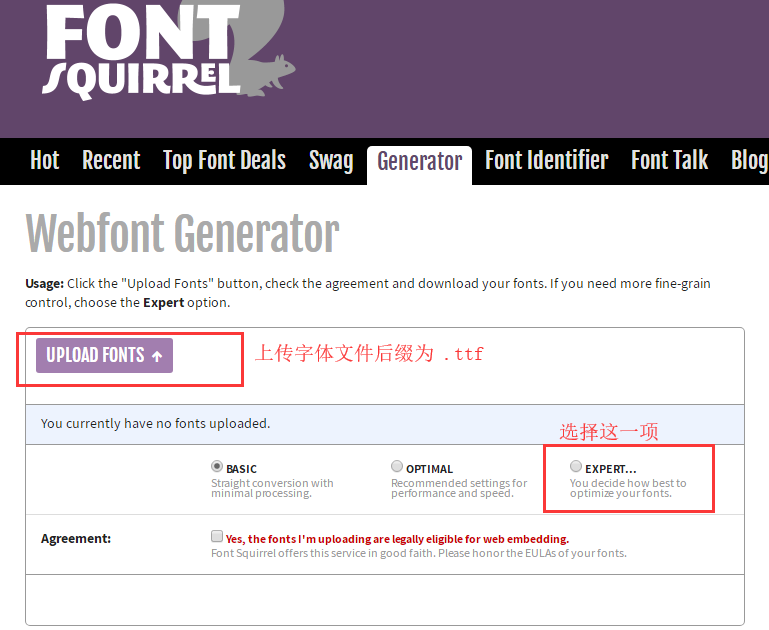 FONT
SQUIRREL
Hot Recent Top Font Deals Swag Generator Font Identifier Font Talk Blog
Webfont Generator
Usage: Click the "Upload Fonts" button, check the agreement and download your fonts. If you need more fine-grain
control, choose the Expert option.
UPLOAD FONTS 上传字体文件后缀为 .ttf
You currently have no fonts uploaded.
选择这一项
BASIC
Straight conversion with
minimal processing.
OPTIMAL
Recommended settings for
performance and speed.
EXPERT...
You decide how best to
optimize your fonts.
Agreement:
Yes, the fonts I'm uploading are legally eligible for web embedding.
Font Squirrel offers this service in good faith. Please honor the EULAs of your fonts.